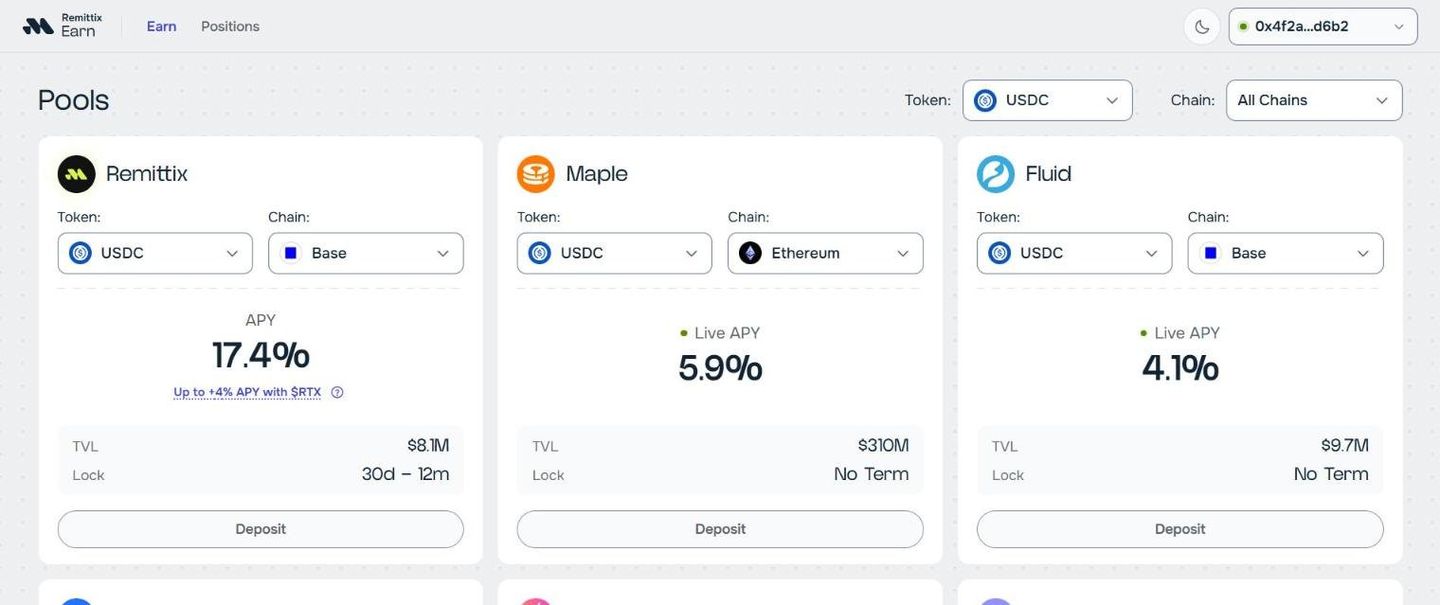 Remittix
Earn
Earn
Positions
0x4f2a...d6b2
Pools
Token:
USDC
Chain:
All Chains
Remittix
Token:
Chain:
USDC
Base
APY
17.4%
Up to +4% APY with $RTX
TVL
$8.1M
Lock
30d – 12m
Deposit
Maple
Token:
Chain:
USDC
Ethereum
Live APY
5.9%
TVL
$310M
Lock
No Term
Deposit
Fluid
Token:
Chain:
USDC
Base
Live APY
4.1%
TVL
$9.7M
Lock
No Term
Deposit